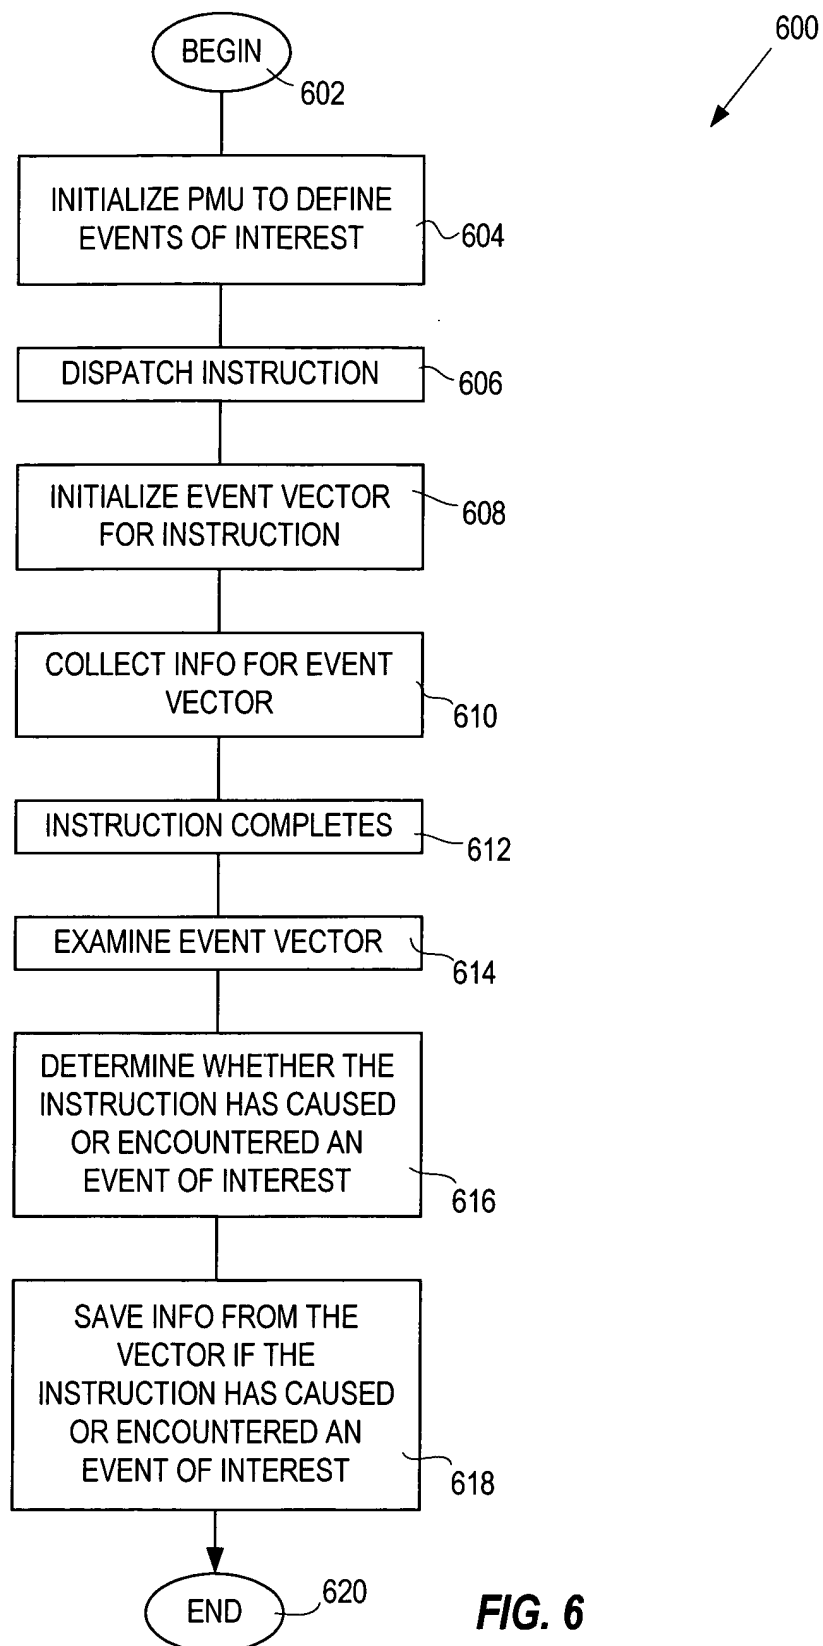 600
BEGIN
602
INITIALIZE PMU TO DEFINE
EVENTS OF INTEREST
604
DISPATCH INSTRUCTION
606
INITIALIZE EVENT VECTOR
FOR INSTRUCTION
608
COLLECT INFO FOR EVENT
VECTOR
610
INSTRUCTION COMPLETES
612
EXAMINE EVENT VECTOR
614
DETERMINE WHETHER THE
INSTRUCTION HAS CAUSED
OR ENCOUNTERED AN
EVENT OF INTEREST
616
SAVE INFO FROM THE
VECTOR IF THE
INSTRUCTION HAS CAUSED
OR ENCOUNTERED AN
EVENT OF INTEREST
618
END
620
FIG. 6